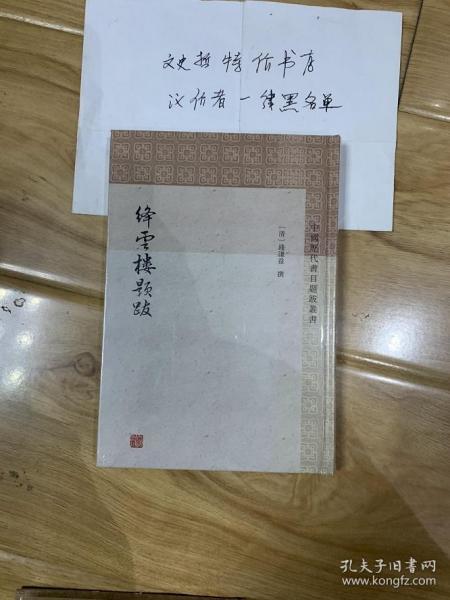 文史哲特价书店
议价者一律黑名单
中國歷代書目題跋叢書
〔清〕錢謙益 撰
絳雲樓題跋
孔夫子旧书网
www.kongfz.com